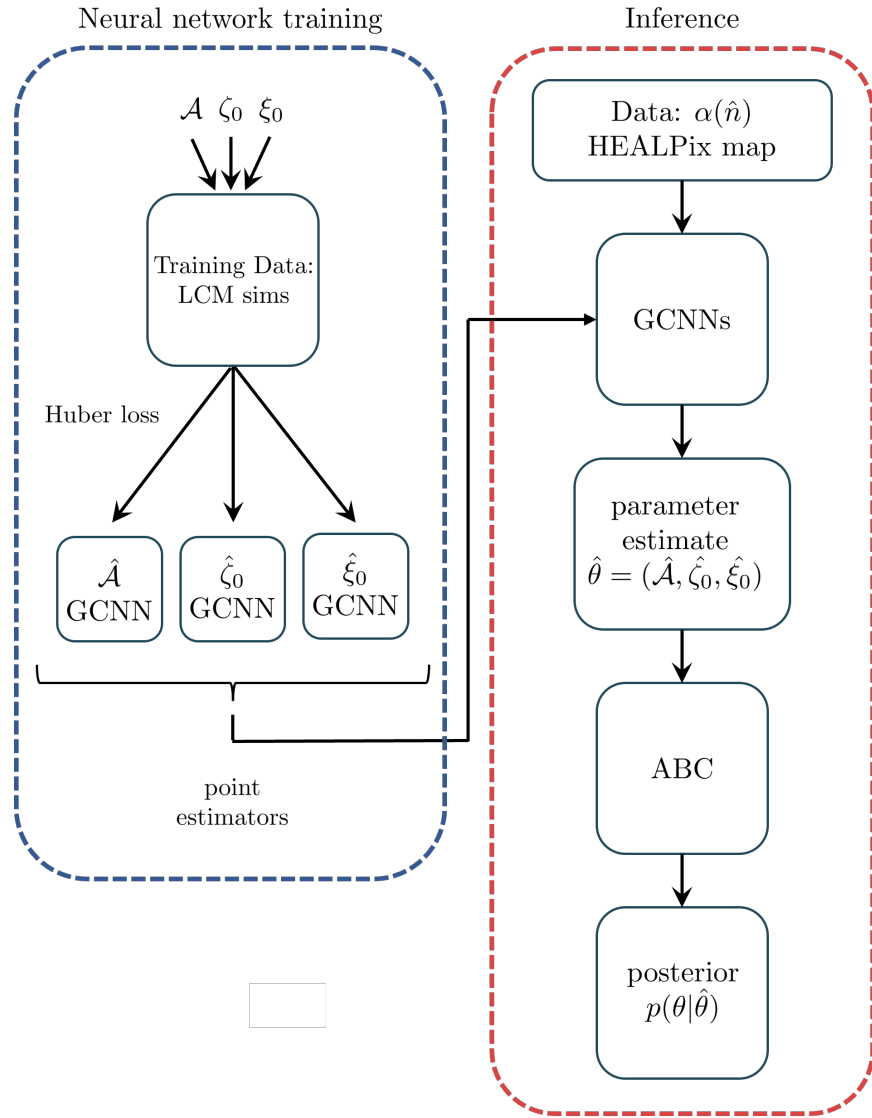 Neural network training
𝒜 ζ₀ ξ₀
Training Data:
LCM sims
Huber loss
𝒜̂
GCNN
ζ̂₀
GCNN
ξ̂₀
GCNN
point
estimators
Inference
Data: α(n̂)
HEALPix map
GCNNs
parameter
estimate
θ̂ = (𝒜̂, ζ̂₀, ξ̂₀)
ABC
posterior
p(θ|θ̂)